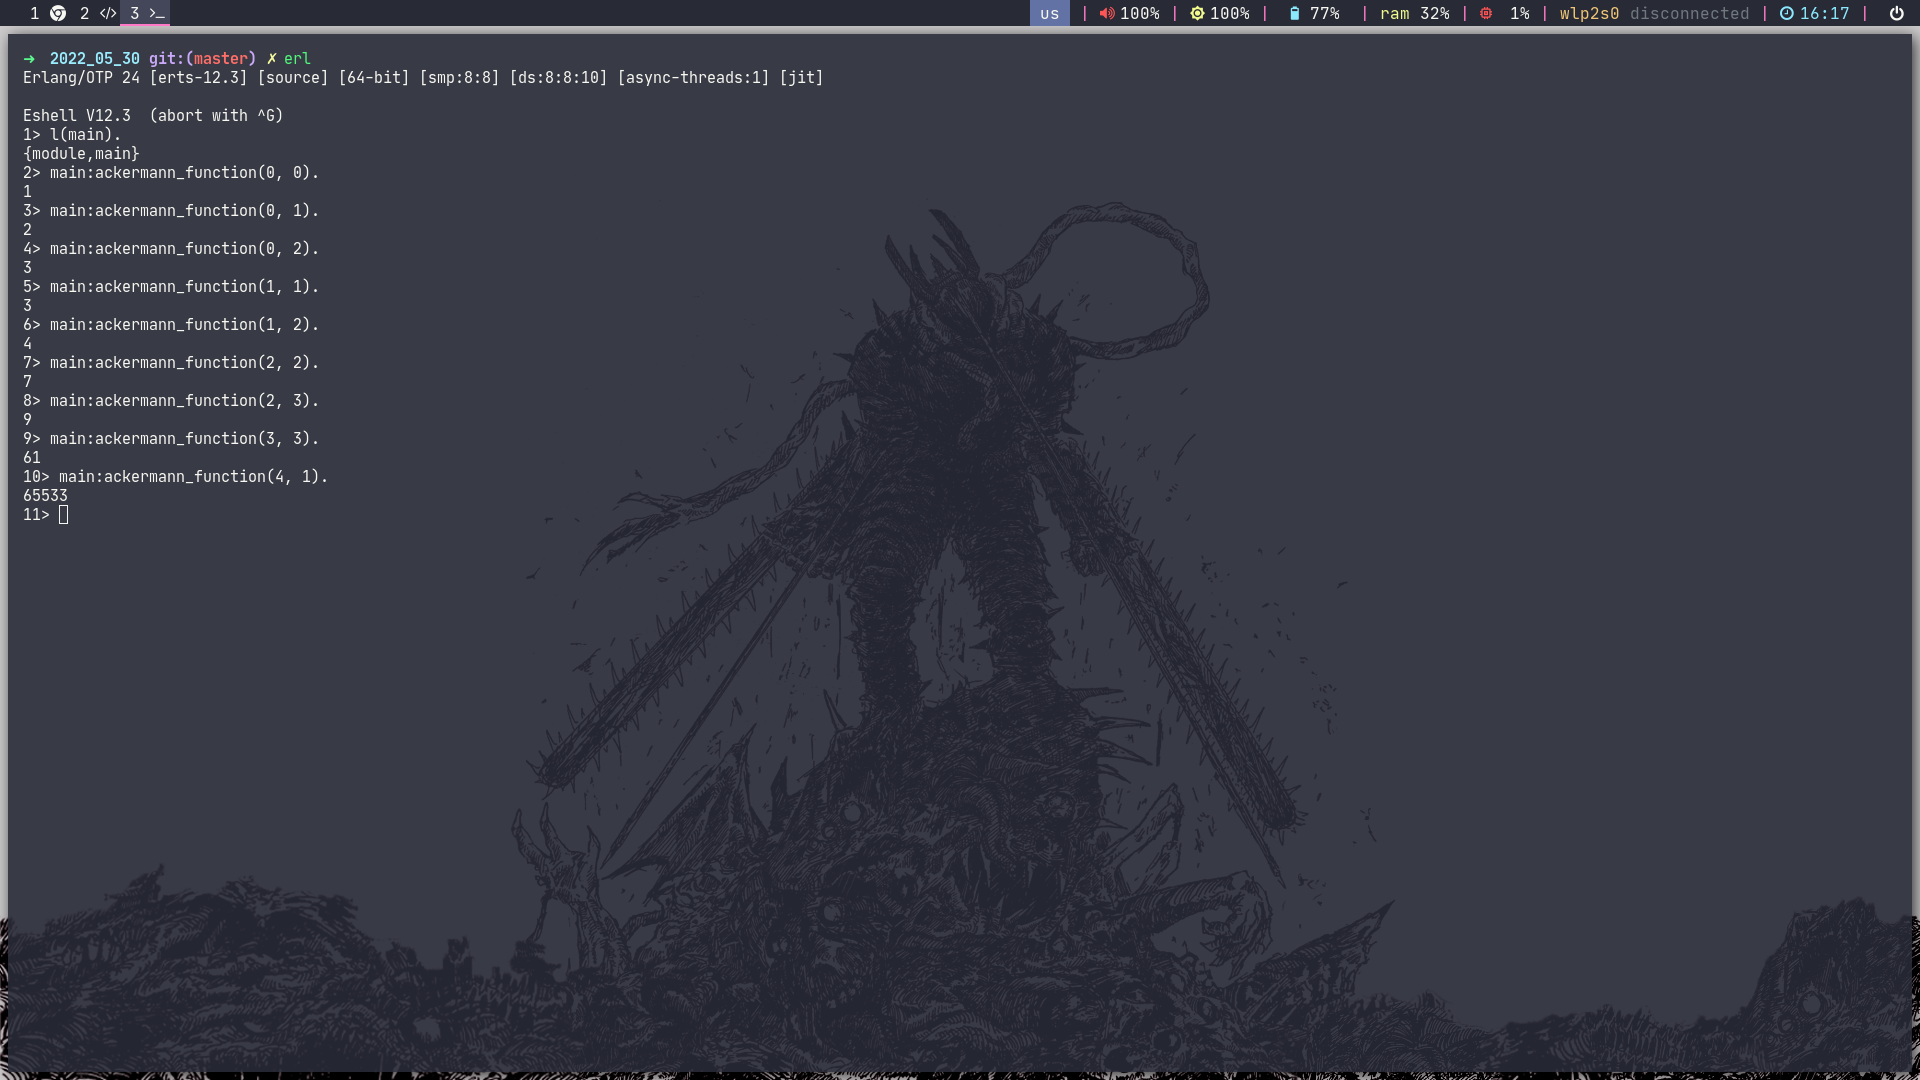 1 2 </> 3 >_ us | 100% | 100% | 77% | ram 32% | 1% | wlp2s0 disconnected | 16:17 |
→ 2022_05_30 git:(master) ✗ erl
Erlang/OTP 24 [erts-12.3] [source] [64-bit] [smp:8:8] [ds:8:8:10] [async-threads:1] [jit]
Eshell V12.3  (abort with ^G)
1> l(main).
{module,main}
2> main:ackermann_function(0, 0).
1
3> main:ackermann_function(0, 1).
2
4> main:ackermann_function(0, 2).
3
5> main:ackermann_function(1, 1).
3
6> main:ackermann_function(1, 2).
4
7> main:ackermann_function(2, 2).
7
8> main:ackermann_function(2, 3).
9
9> main:ackermann_function(3, 3).
61
10> main:ackermann_function(4, 1).
65533
11>